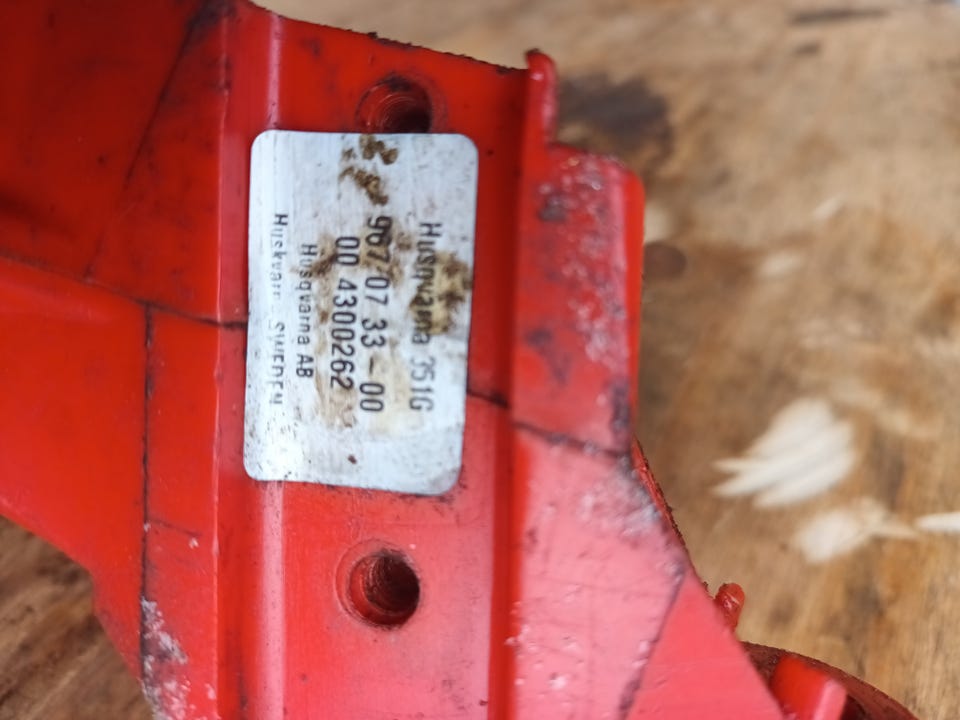 Husqvarna 351G
967 07 33-00
00 4300262
Husqvarna AB
Huskvarna SWEDEN